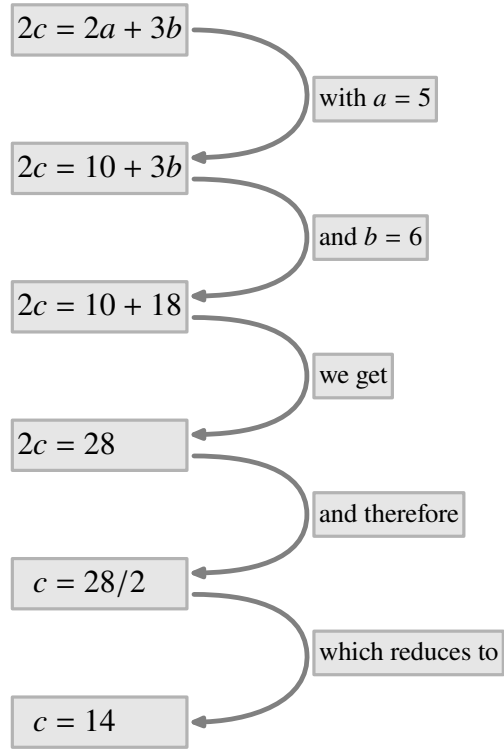 2c = 2a + 3b
with a = 5
2c = 10 + 3b
and b = 6
2c = 10 + 18
we get
2c = 28
and therefore
c = 28/2
which reduces to
c = 14